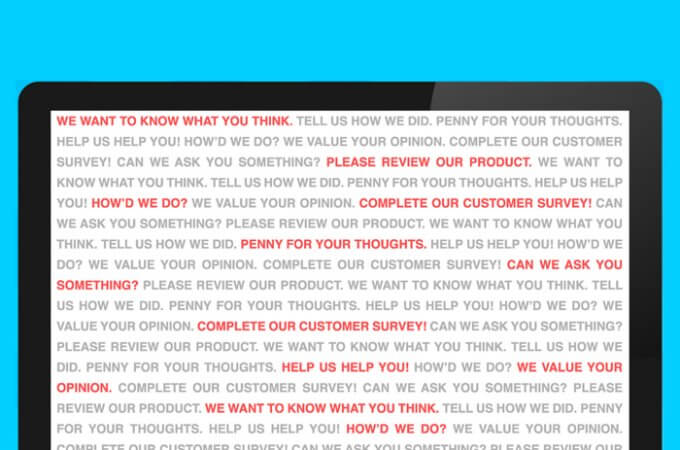 WE WANT TO KNOW WHAT YOU THINK. TELL US HOW WE DID. PENNY FOR YOUR THOUGHTS.
HELP US HELP YOU! HOW'D WE DO? WE VALUE YOUR OPINION. COMPLETE OUR CUSTOMER
SURVEY! CAN WE ASK YOU SOMETHING? PLEASE REVIEW OUR PRODUCT. WE WANT TO
KNOW WHAT YOU THINK. TELL US HOW WE DID. PENNY FOR YOUR THOUGHTS. HELP US HELP
YOU! HOW'D WE DO? WE VALUE YOUR OPINION. COMPLETE OUR CUSTOMER SURVEY! CAN
WE ASK YOU SOMETHING? PLEASE REVIEW OUR PRODUCT. WE WANT TO KNOW WHAT YOU
THINK. TELL US HOW WE DID. PENNY FOR YOUR THOUGHTS. HELP US HELP YOU! HOW'D WE
DO? WE VALUE YOUR OPINION. COMPLETE OUR CUSTOMER SURVEY! CAN WE ASK YOU
SOMETHING? PLEASE REVIEW OUR PRODUCT. WE WANT TO KNOW WHAT YOU THINK. TELL
US HOW WE DID. PENNY FOR YOUR THOUGHTS. HELP US HELP YOU! HOW'D WE DO? WE
VALUE YOUR OPINION. COMPLETE OUR CUSTOMER SURVEY! CAN WE ASK YOU SOMETHING?
PLEASE REVIEW OUR PRODUCT. WE WANT TO KNOW WHAT YOU THINK. TELL US HOW WE
DID. PENNY FOR YOUR THOUGHTS. HELP US HELP YOU! HOW'D WE DO? WE VALUE YOUR
OPINION. COMPLETE OUR CUSTOMER SURVEY! CAN WE ASK YOU SOMETHING? PLEASE
REVIEW OUR PRODUCT. WE WANT TO KNOW WHAT YOU THINK. TELL US HOW WE DID. PENNY
FOR YOUR THOUGHTS. HELP US HELP YOU! HOW'D WE DO? WE VALUE YOUR OPINION.
COMPLETE OUR CUSTOMER SURVEY! CAN WE ASK YOU SOMETHING? PLEASE REVIEW OUR